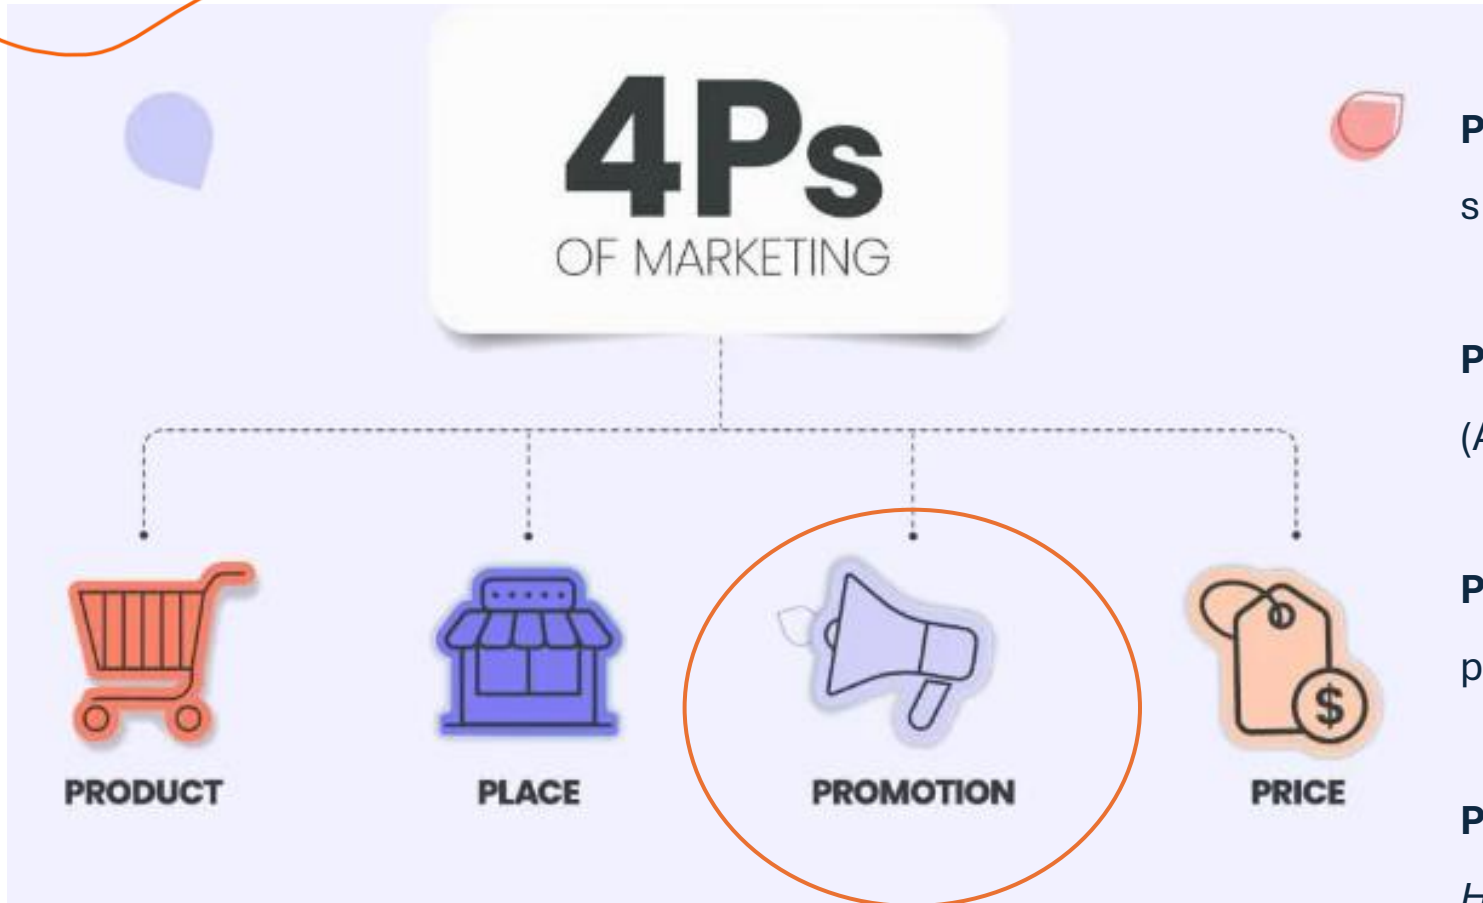 4Ps
OF MARKETING
PRODUCT
PLACE
PROMOTION
PRICE
$